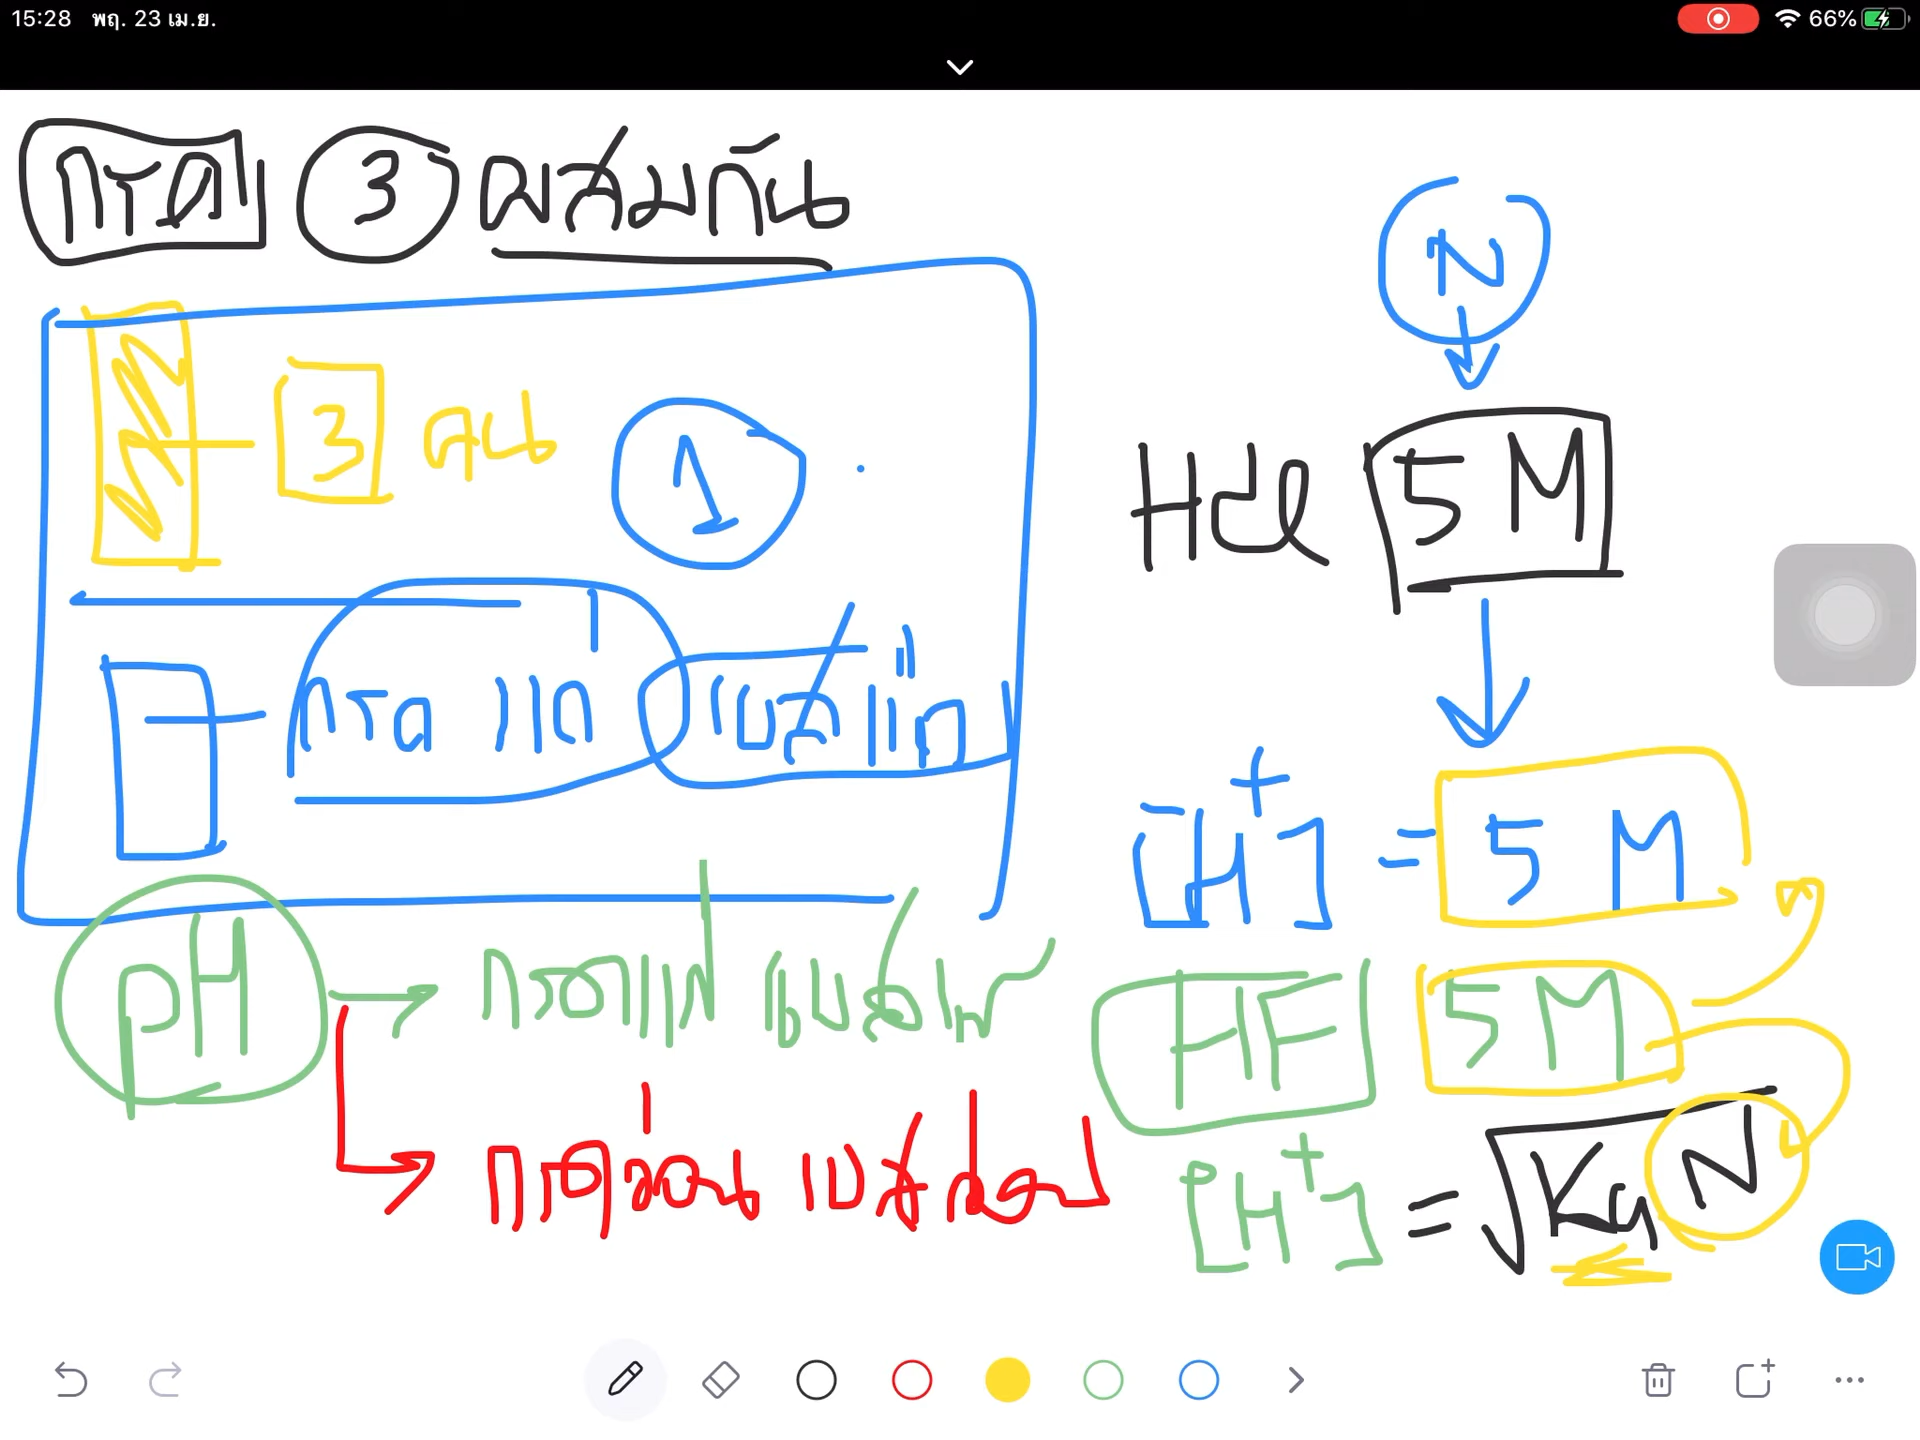 15:28 พฤ. 23 เม.ย. 66%
กรด 3 ผสมกัน
N
3 คน 1
HCl 5 M
กรด แก่ เบสแก่
[H+] = 5 M
pH → กรดแก่ เบสแก่
HF 5 M
กรดอ่อน เบสอ่อน
[H+] = √Ka N